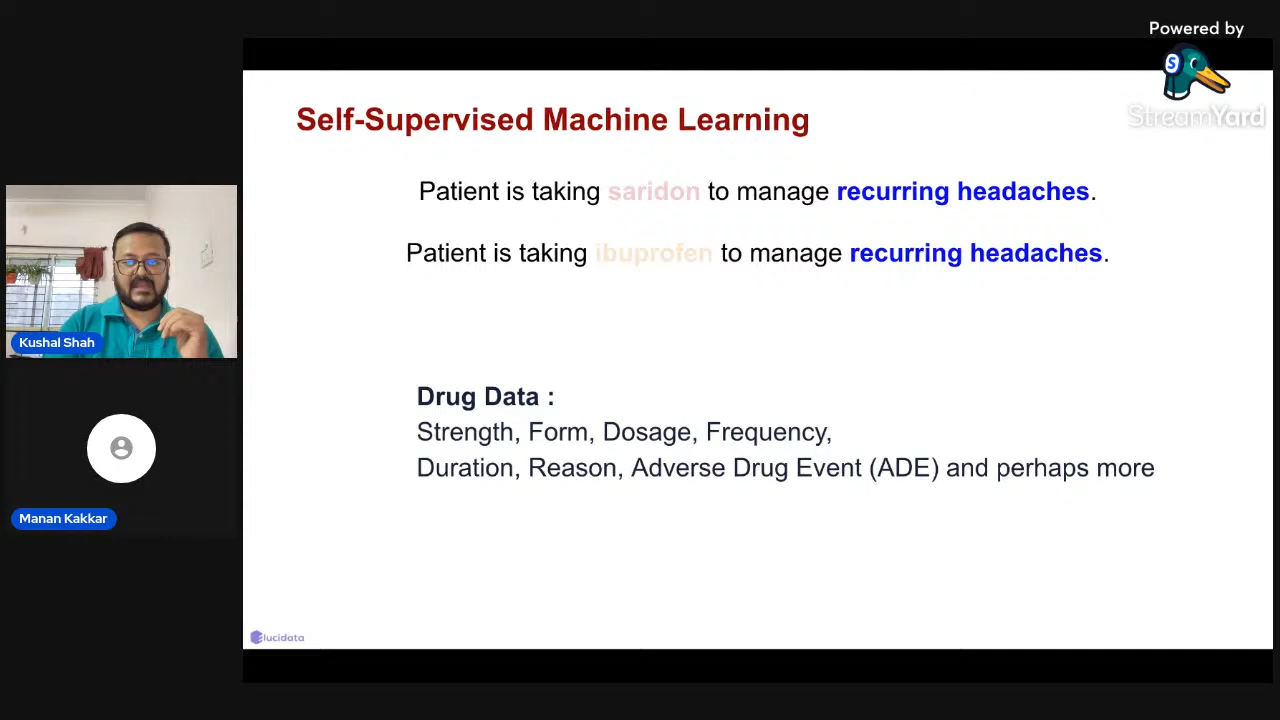 Powered by
StreamYard
Self-Supervised Machine Learning
Patient is taking saridon to manage recurring headaches.
Patient is taking ibuprofen to manage recurring headaches.
Kushal Shah
Drug Data :
Strength, Form, Dosage, Frequency,
Duration, Reason, Adverse Drug Event (ADE) and perhaps more
Manan Kakkar
Elucidata